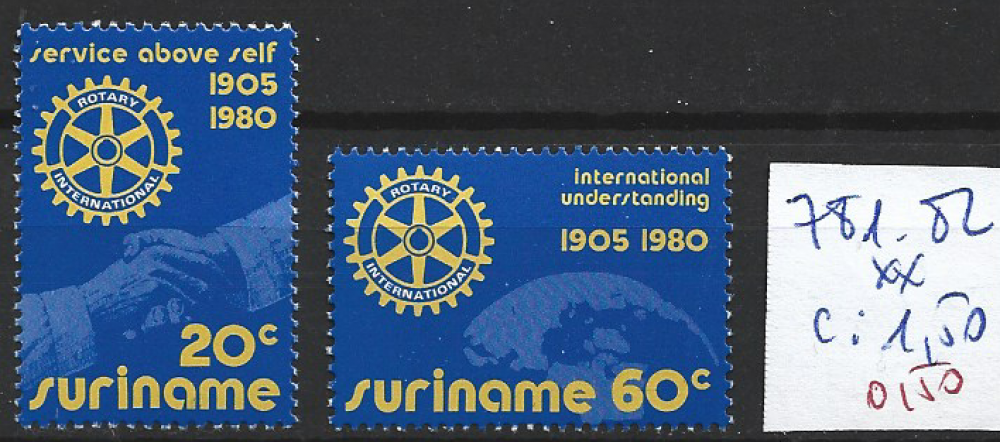 service above self
1905
1980
ROTARY
INTERNATIONAL
20c
suriname
international
understanding
1905 1980
ROTARY
INTERNATIONAL
suriname 60c
781-82
xx
c: 1,50
0,50